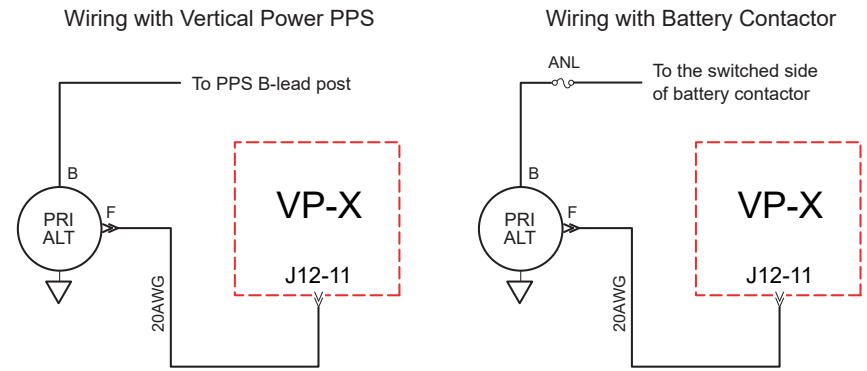 Wiring with Vertical Power PPS
To PPS B-lead post
B
PRI
ALT
F
20AWG
VP-X
J12-11
Wiring with Battery Contactor
ANL
To the switched side
of battery contactor
B
PRI
ALT
F
20AWG
VP-X
J12-11